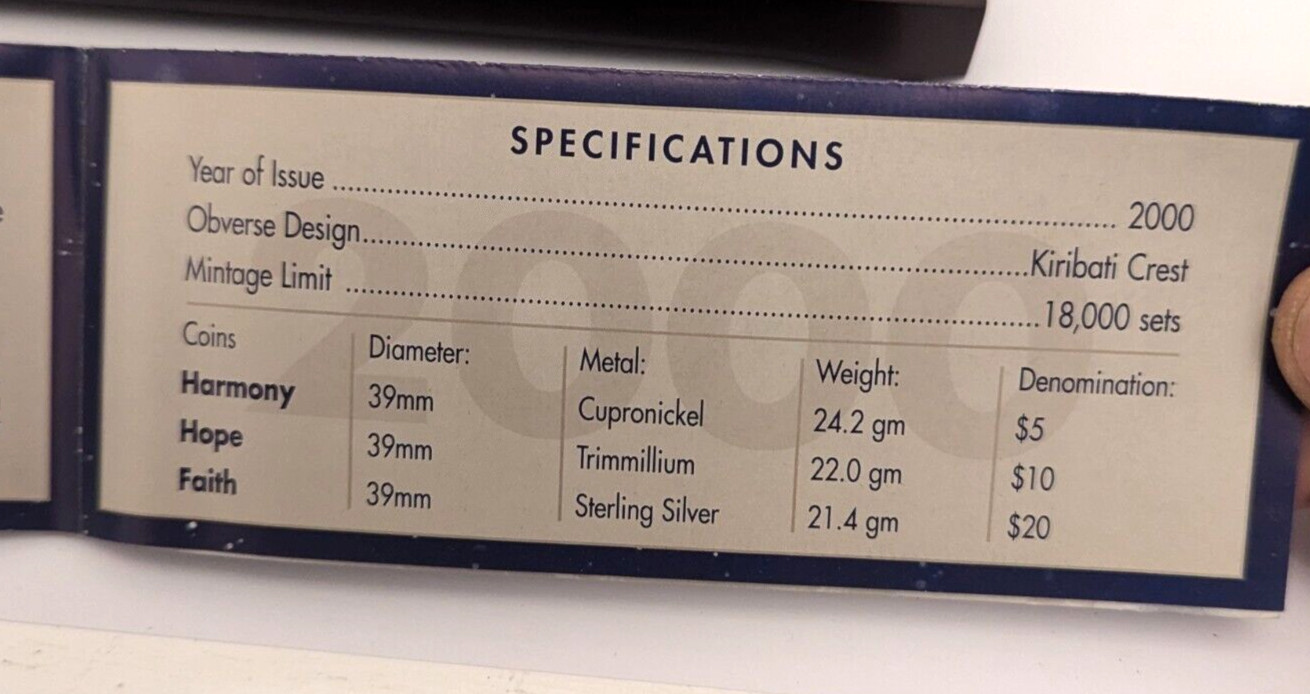 SPECIFICATIONS
Year of Issue ........ 2000
Obverse Design........Kiribati Crest
Mintage Limit ........18,000 sets
2000
Coins Diameter: Metal: Weight: Denomination:
Harmony 39mm Cupronickel 24.2 gm $5
Hope 39mm Trimmillium 22.0 gm $10
Faith 39mm Sterling Silver 21.4 gm $20